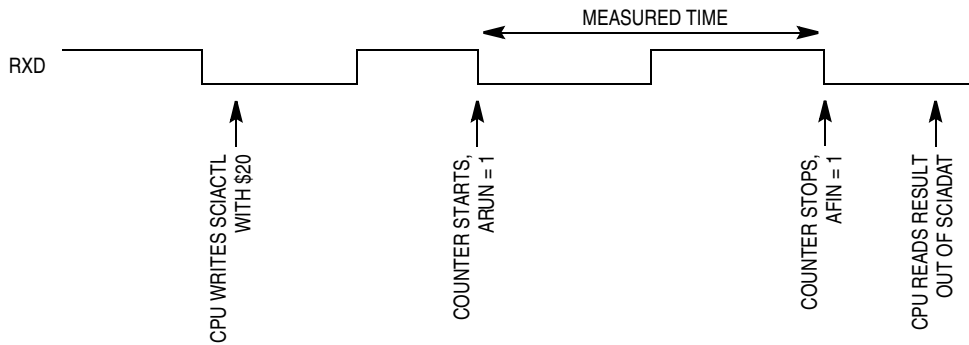 MEASURED TIME
RXD
CPU WRITES SCIACTL
WITH $20
COUNTER STARTS,
ARUN = 1
COUNTER STOPS,
AFIN = 1
CPU READS RESULT
OUT OF SCIADAT